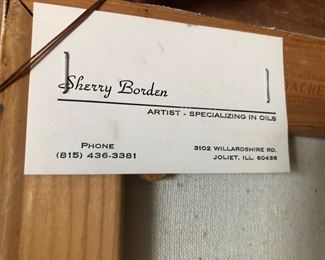 Sherry Borden
ARTIST - SPECIALIZING IN OILS
PHONE
(815) 436-3381
3102 WILLARDSHIRE RD.
JOLIET, ILL. 60435